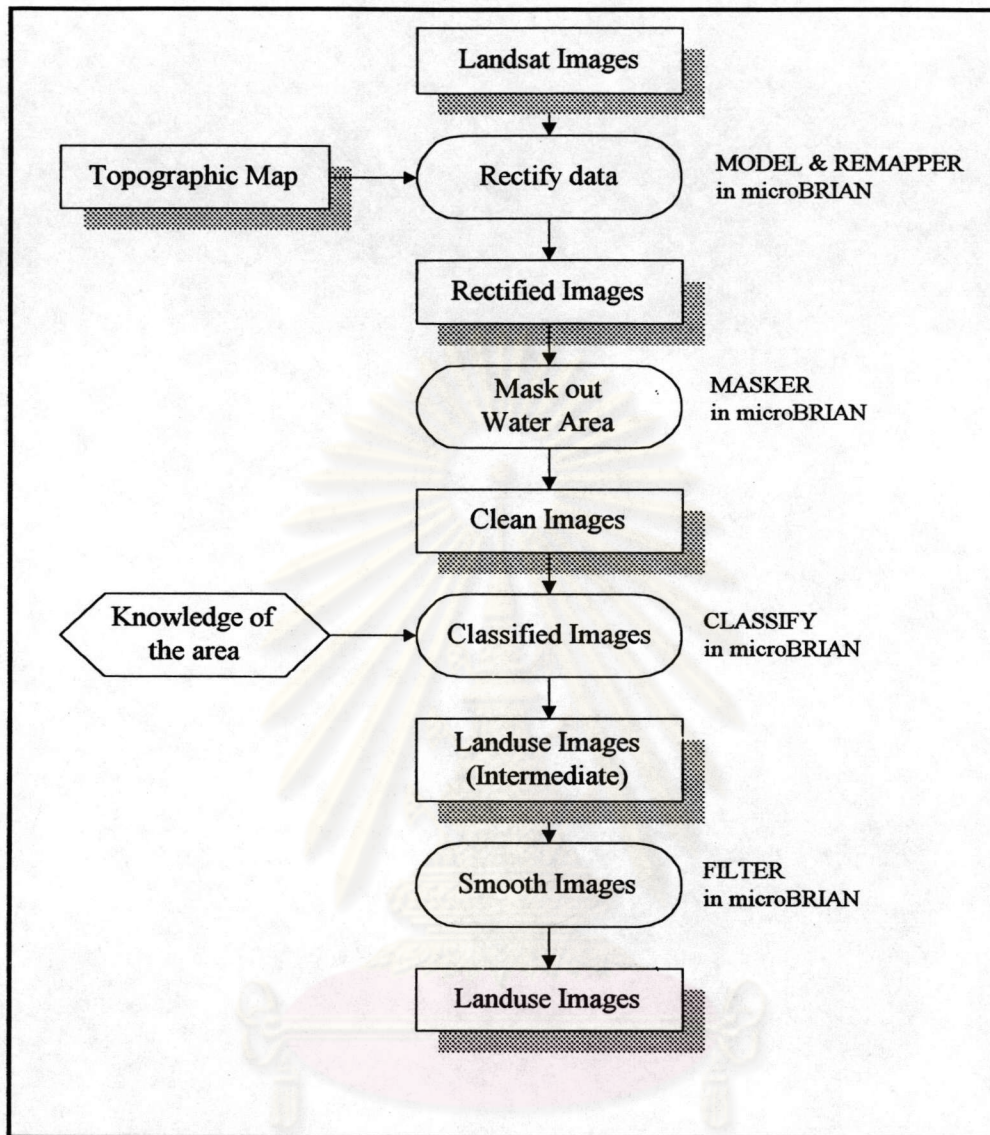 Landsat Images
Topographic Map
Rectify data
MODEL & REMAPPER
in microBRIAN
Rectified Images
Mask out
Water Area
MASKER
in microBRIAN
Clean Images
Knowledge of
the area
Classified Images
CLASSIFY
in microBRIAN
Landuse Images
(Intermediate)
Smooth Images
FILTER
in microBRIAN
Landuse Images